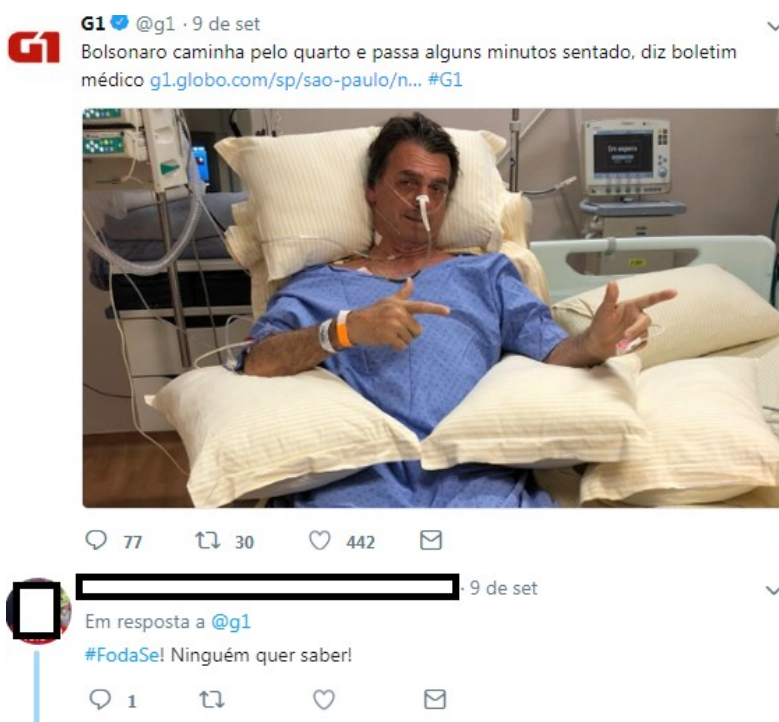 G1 @g1 · 9 de set
G1
Bolsonaro caminha pelo quarto e passa alguns minutos sentado, diz boletim
médico g1.globo.com/sp/sao-paulo/n... #G1
Em espera
77 30 442
· 9 de set
Em resposta a @g1
#FodaSe! Ninguém quer saber!
1